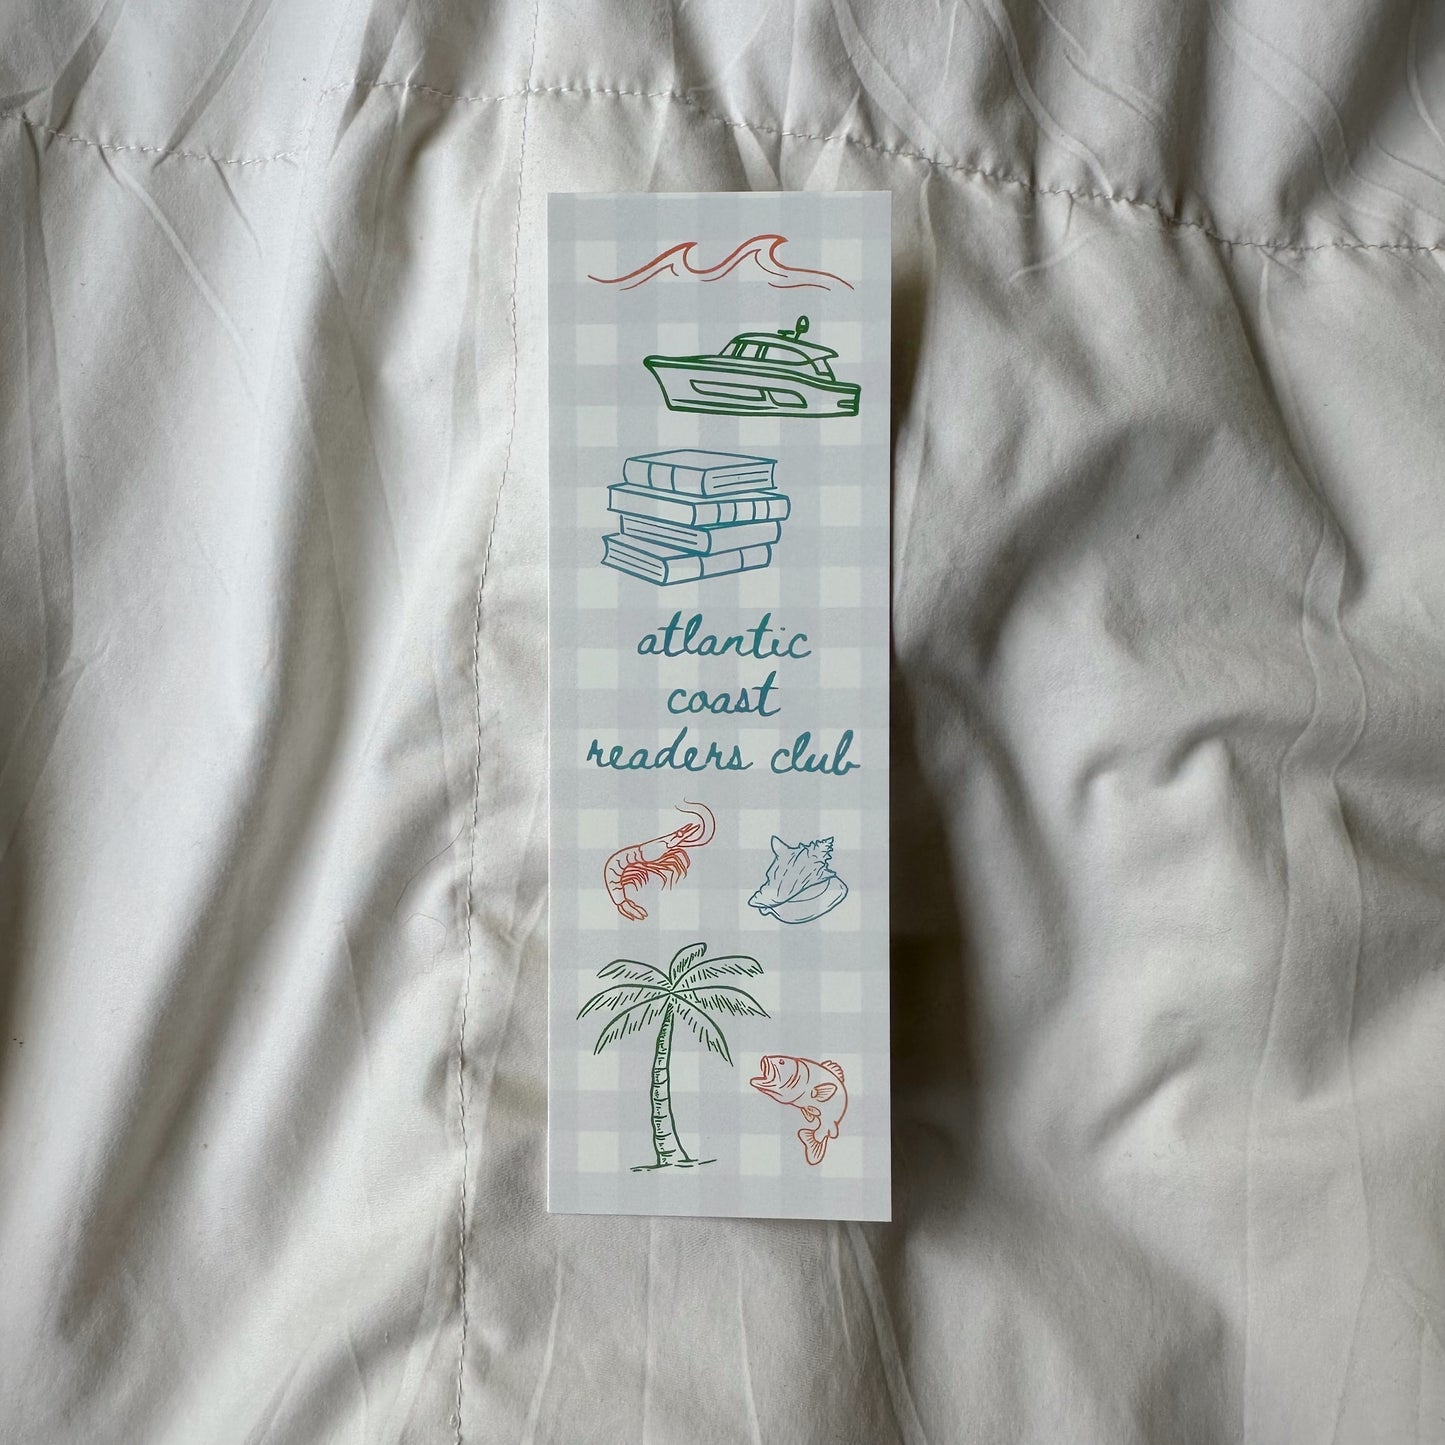 atlantic
coast
readers club